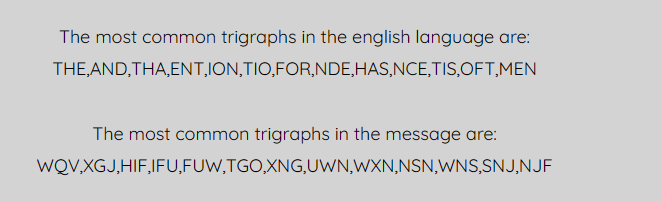 The most common trigraphs in the english language are:
THE,AND,THA,ENT,ION,TIO,FOR,NDE,HAS,NCE,TIS,OFT,MEN
The most common trigraphs in the message are:
WQV,XGJ,HIF,IFU,FUW,TGO,XNG,UWN,WXN,NSN,WNS,SNJ,NJF